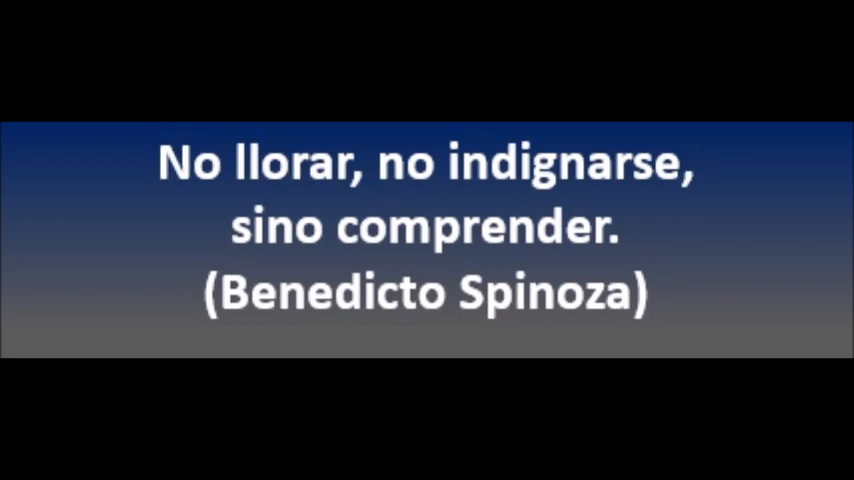 No llorar, no indignarse,
sino comprender.
(Benedicto Spinoza)